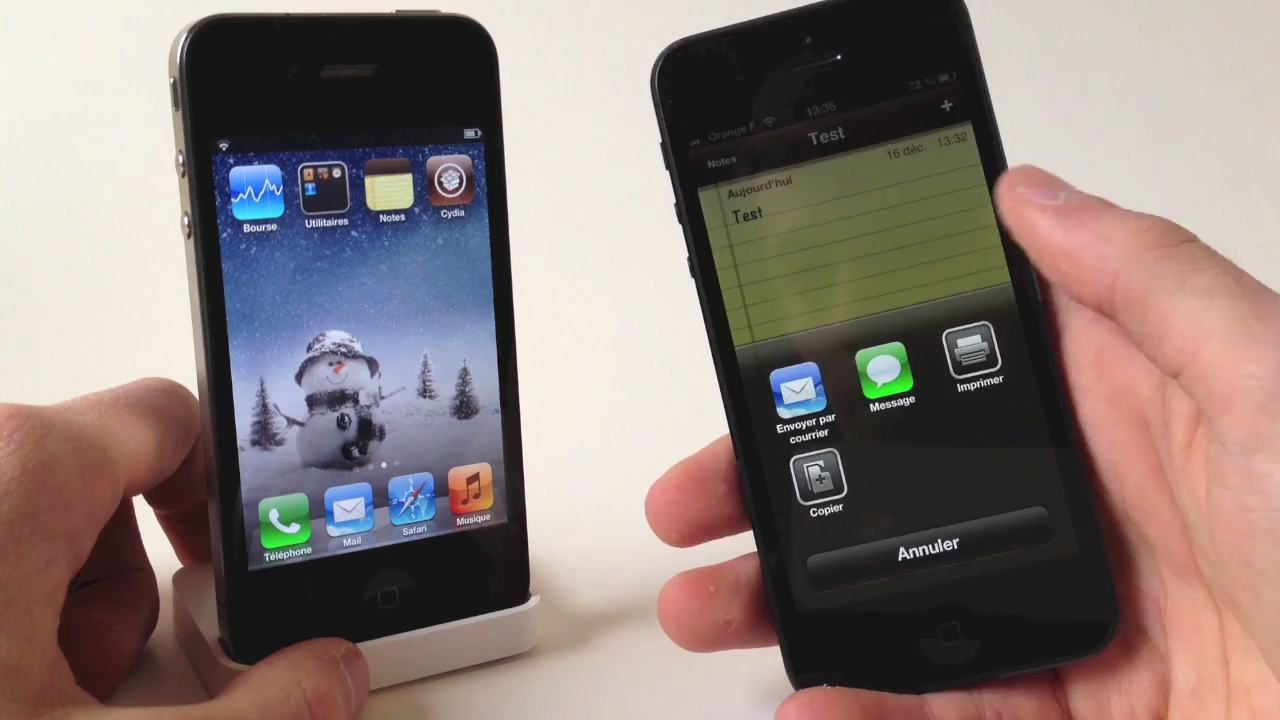 Bourse
Utilitaires
Notes
Cydia
Téléphone
Mail
Safari
Musique
Orange F
13:36
72 %
Notes
Test
+
Aujourd'hui
16 déc. 13:32
Test
Envoyer par
courrier
Message
Imprimer
Copier
Annuler